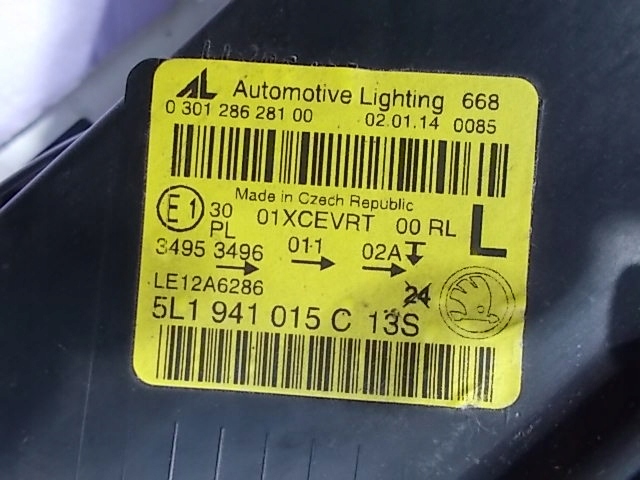 AL Automotive Lighting 668
0 301 286 281 00 02.01.14 0085
Made in Czech Republic
E1 30 01XCEVRT 00 RL L
PL
3495 3496 011 02A
LE12A6286 24
5L1 941 015 C 13S